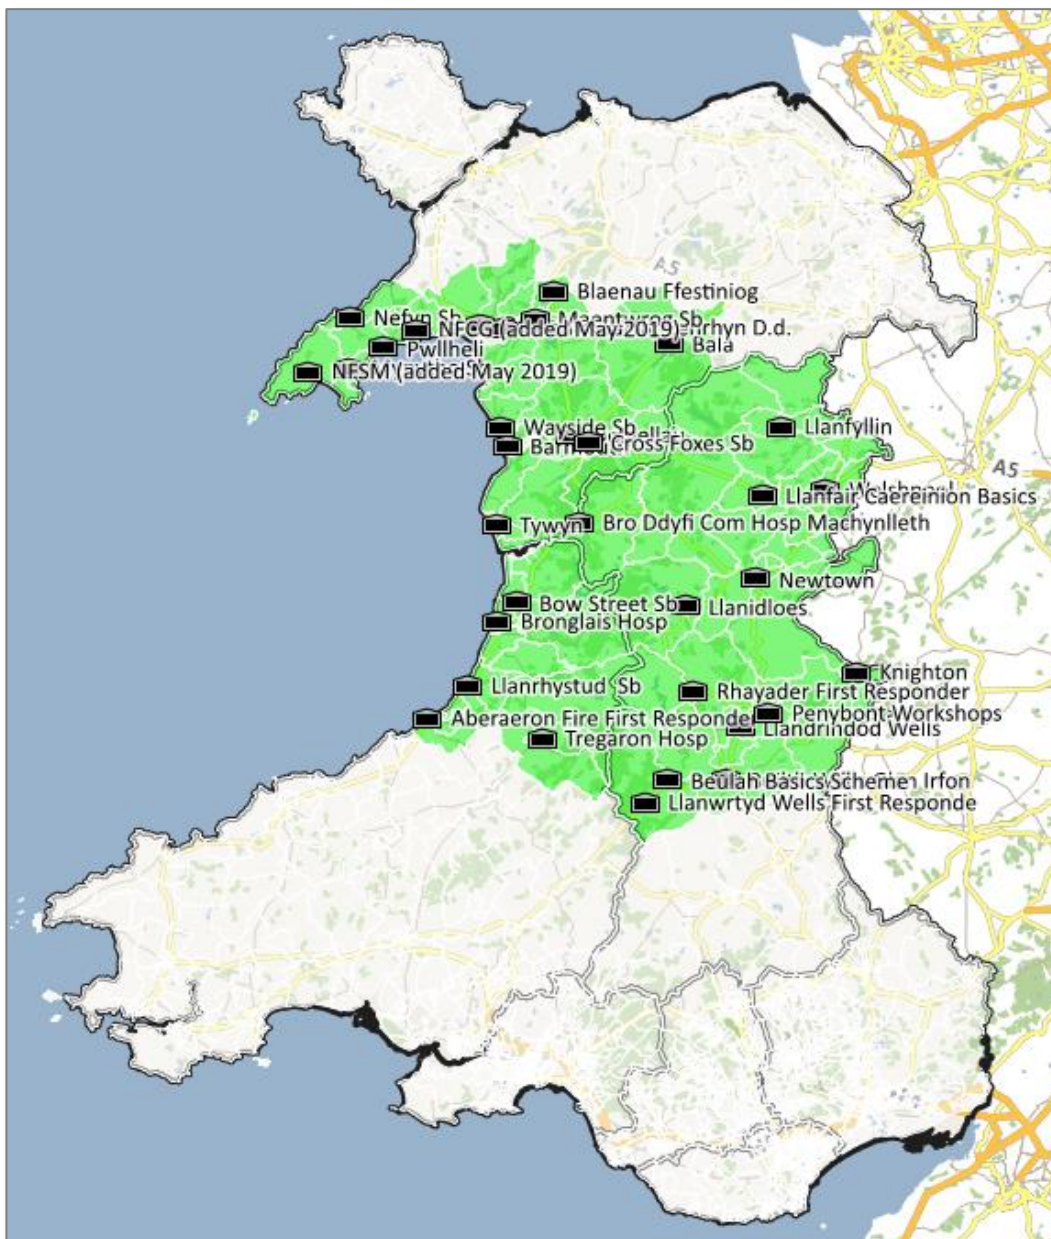 A5
Blaenau Ffestiniog
Nefyn Sb
Maentwrog Sb
NFCG (added May 2019)
D.d.
Bala
Pwllheli
NFSM (added May 2019)
Wayside Sb
Llanfyllin
Cross Foxes Sb
A5
Llanfair Caereinion Basics
Tywyn
Bro Ddyfi Com Hosp Machynlleth
Newtown
Bow Street Sb
Llanidloes
Bronglais Hosp
Knighton
Llanrhystud Sb
Rhayader First Responder
Penybont Workshops
Aberaeron Fire First Responder
Llandrindod Wells
Tregaron Hosp
Beulah Basics Scheme
Irfon
Llanwrtyd Wells First Responde